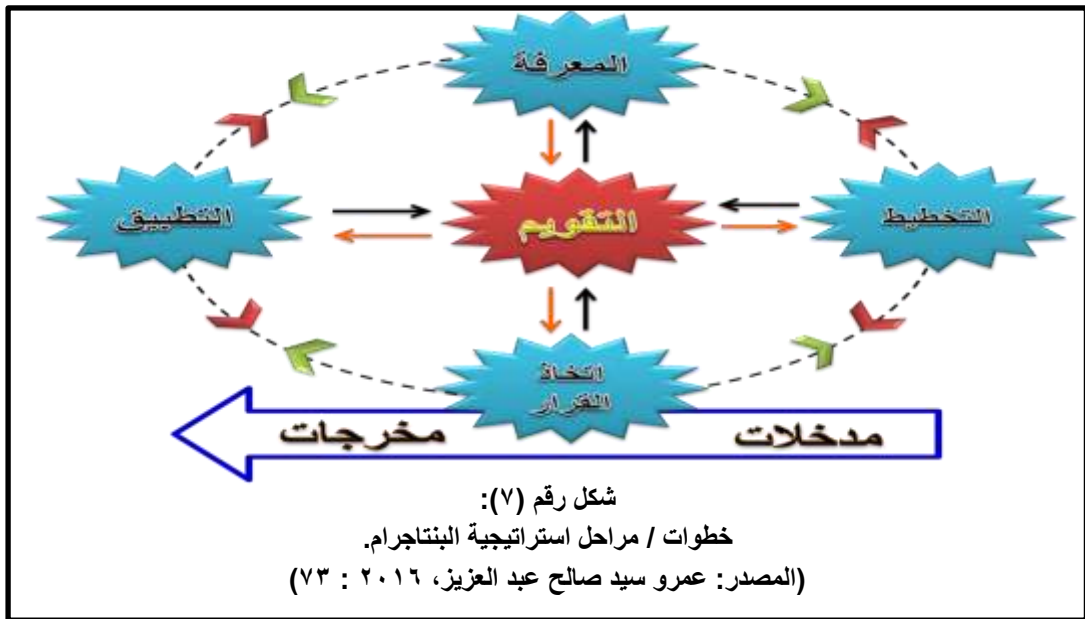 المعرفة
التخطيط
التقويم
التطبيق
اتخاذ
القرار
مدخلات
مخرجات
شكل رقم (٧):
خطوات / مراحل استراتيجية البنتاجرام.
(المصدر: عمرو سيد صالح عبد العزيز، ٢٠١٦ : ٧٣)